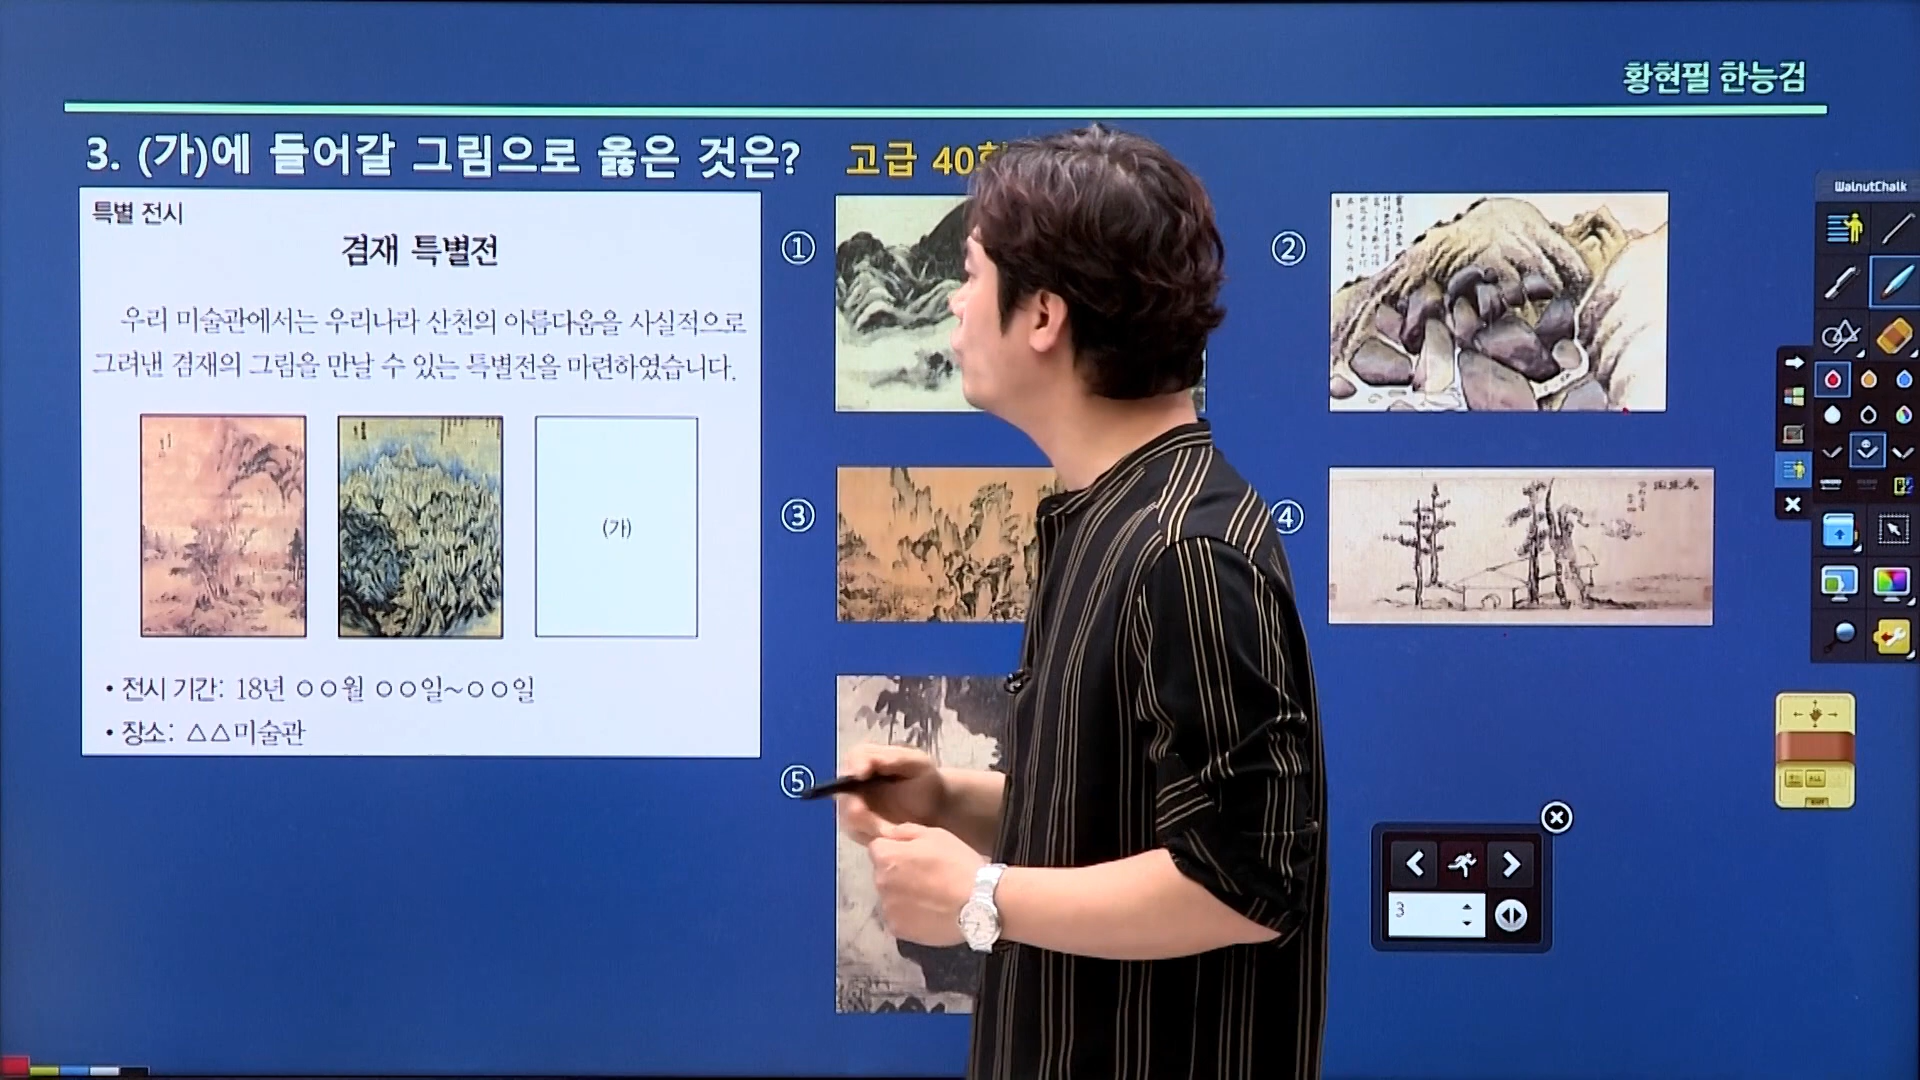 황현필 한능검
3. (가)에 들어갈 그림으로 옳은 것은?
고급 40회
특별 전시
겸재 특별전
우리 미술관에서는 우리나라 산천의 아름다움을 사실적으로
그려낸 겸재의 그림을 만날 수 있는 특별전을 마련하였습니다.
(가)
• 전시 기간: 18년 ○○월 ○○일~○○일
• 장소: △△미술관
①
②
③
④
⑤
WalnutChalk
3